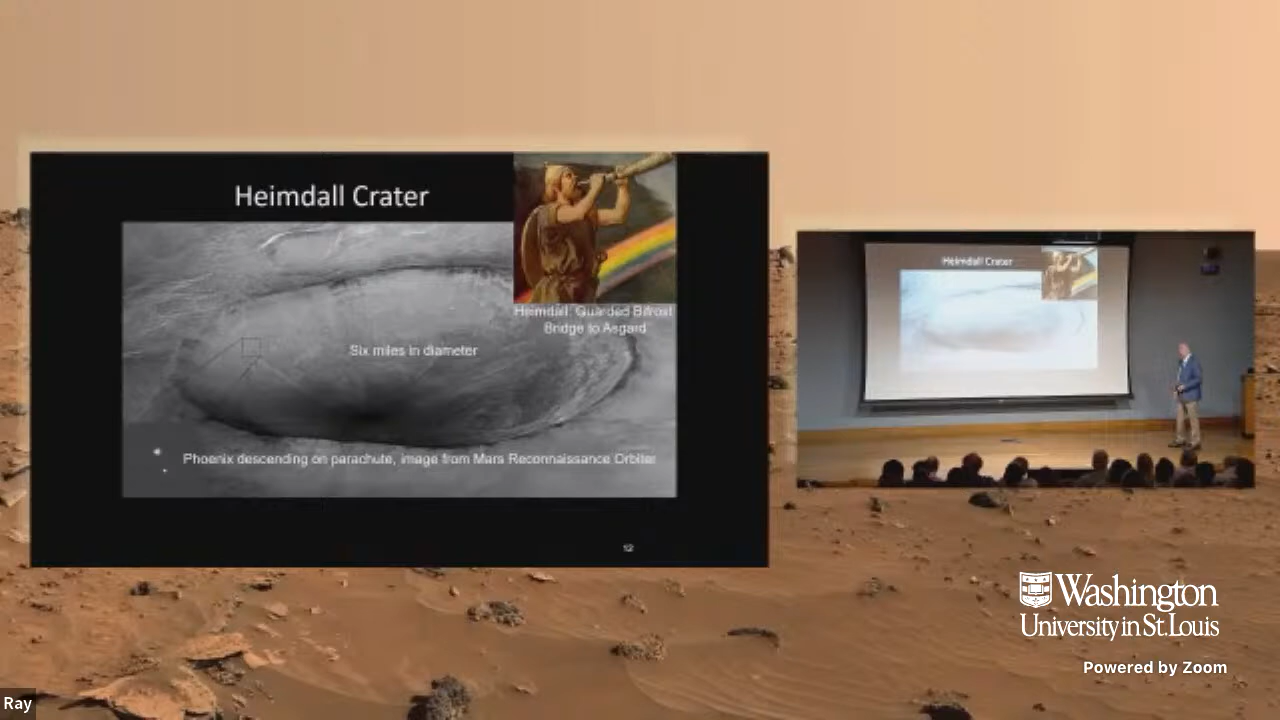 Heimdall Crater
Heimdall: Guarded Bifrost
Bridge to Asgard
Six miles in diameter
Phoenix descending on parachute, image from Mars Reconnaissance Orbiter
12
Heimdall Crater
Washington
University in St. Louis
Powered by Zoom
Ray